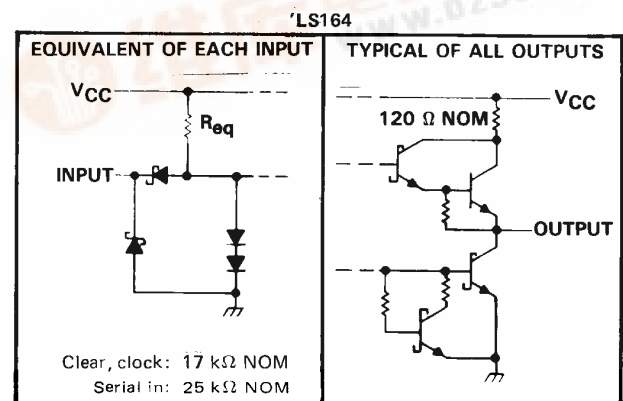 'LS164
EQUIVALENT OF EACH INPUT
VCC
Req
INPUT
Clear, clock: 17 kΩ NOM
Serial in: 25 kΩ NOM
TYPICAL OF ALL OUTPUTS
VCC
120 Ω NOM
OUTPUT